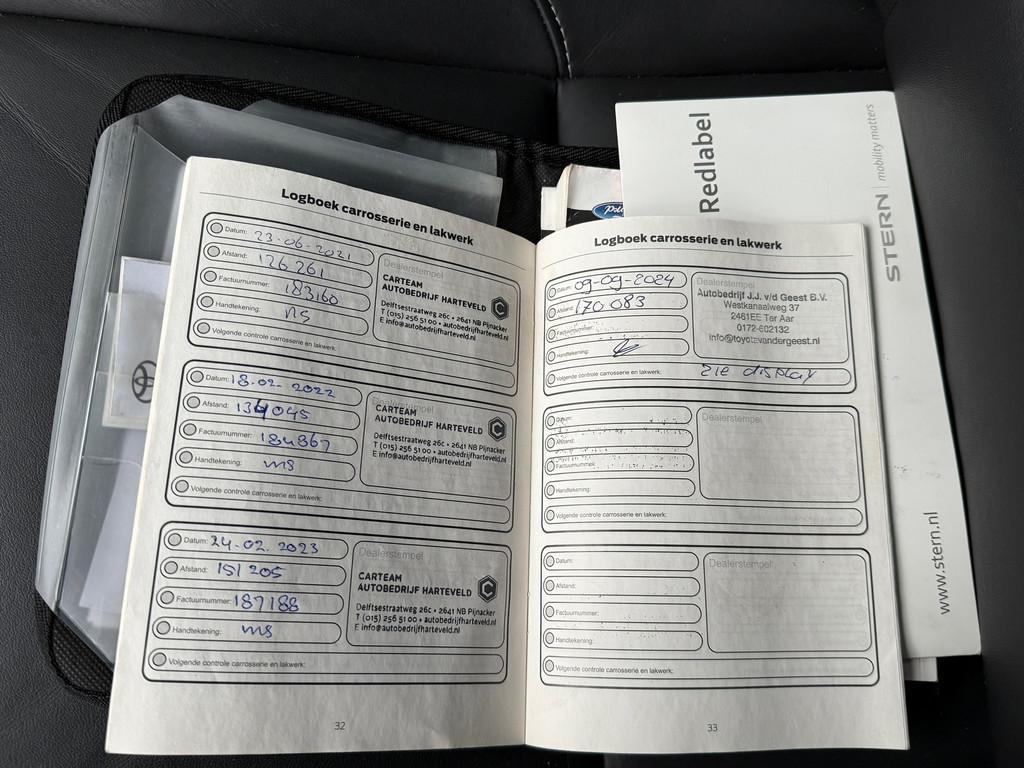 Logboek carrosserie en lakwerk
Datum: 23-06-2021
Afstand: 126.261
Factuurnummer: 183160
Handtekening: ns
Volgende controle carrosserie en lakwerk:
Dealerstempel
CARTEAM
AUTOBEDRIJF HARTEVELD
Delftsestraatweg 26c • 2641 NB Pijnacker
T (015) 256 51 00 • autobedrijfharteveld.nl
E info@autobedrijfharteveld.nl
Datum: 18-02-2022
Afstand: 134045
Factuurnummer: 184867
Handtekening: ms
Volgende controle carrosserie en lakwerk:
Dealerstempel
CARTEAM
AUTOBEDRIJF HARTEVELD
Delftsestraatweg 26c • 2641 NB Pijnacker
T (015) 256 51 00 • autobedrijfharteveld.nl
E info@autobedrijfharteveld.nl
Datum: 24-02-2023
Afstand: 151205
Factuurnummer: 187188
Handtekening: ms
Volgende controle carrosserie en lakwerk:
Dealerstempel
CARTEAM
AUTOBEDRIJF HARTEVELD
Delftsestraatweg 26c • 2641 NB Pijnacker
T (015) 256 51 00 • autobedrijfharteveld.nl
E info@autobedrijfharteveld.nl
32
Logboek carrosserie en lakwerk
Datum: 09-09-2024
Afstand: 170083
Factuurnummer:
Handtekening:
Volgende controle carrosserie en lakwerk: zie display
Dealerstempel
Autobedrijf J.J. v/d Geest B.V.
Westkanaalweg 37
2461EE Ter Aar
0172-602132
info@toyotavandergeest.nl
Datum:
Afstand:
Factuurnummer:
Handtekening:
Volgende controle carrosserie en lakwerk:
Dealerstempel
Datum:
Afstand:
Factuurnummer:
Handtekening:
Volgende controle carrosserie en lakwerk:
Dealerstempel
33
Redlabel
STERN | mobility matters
www.stern.nl